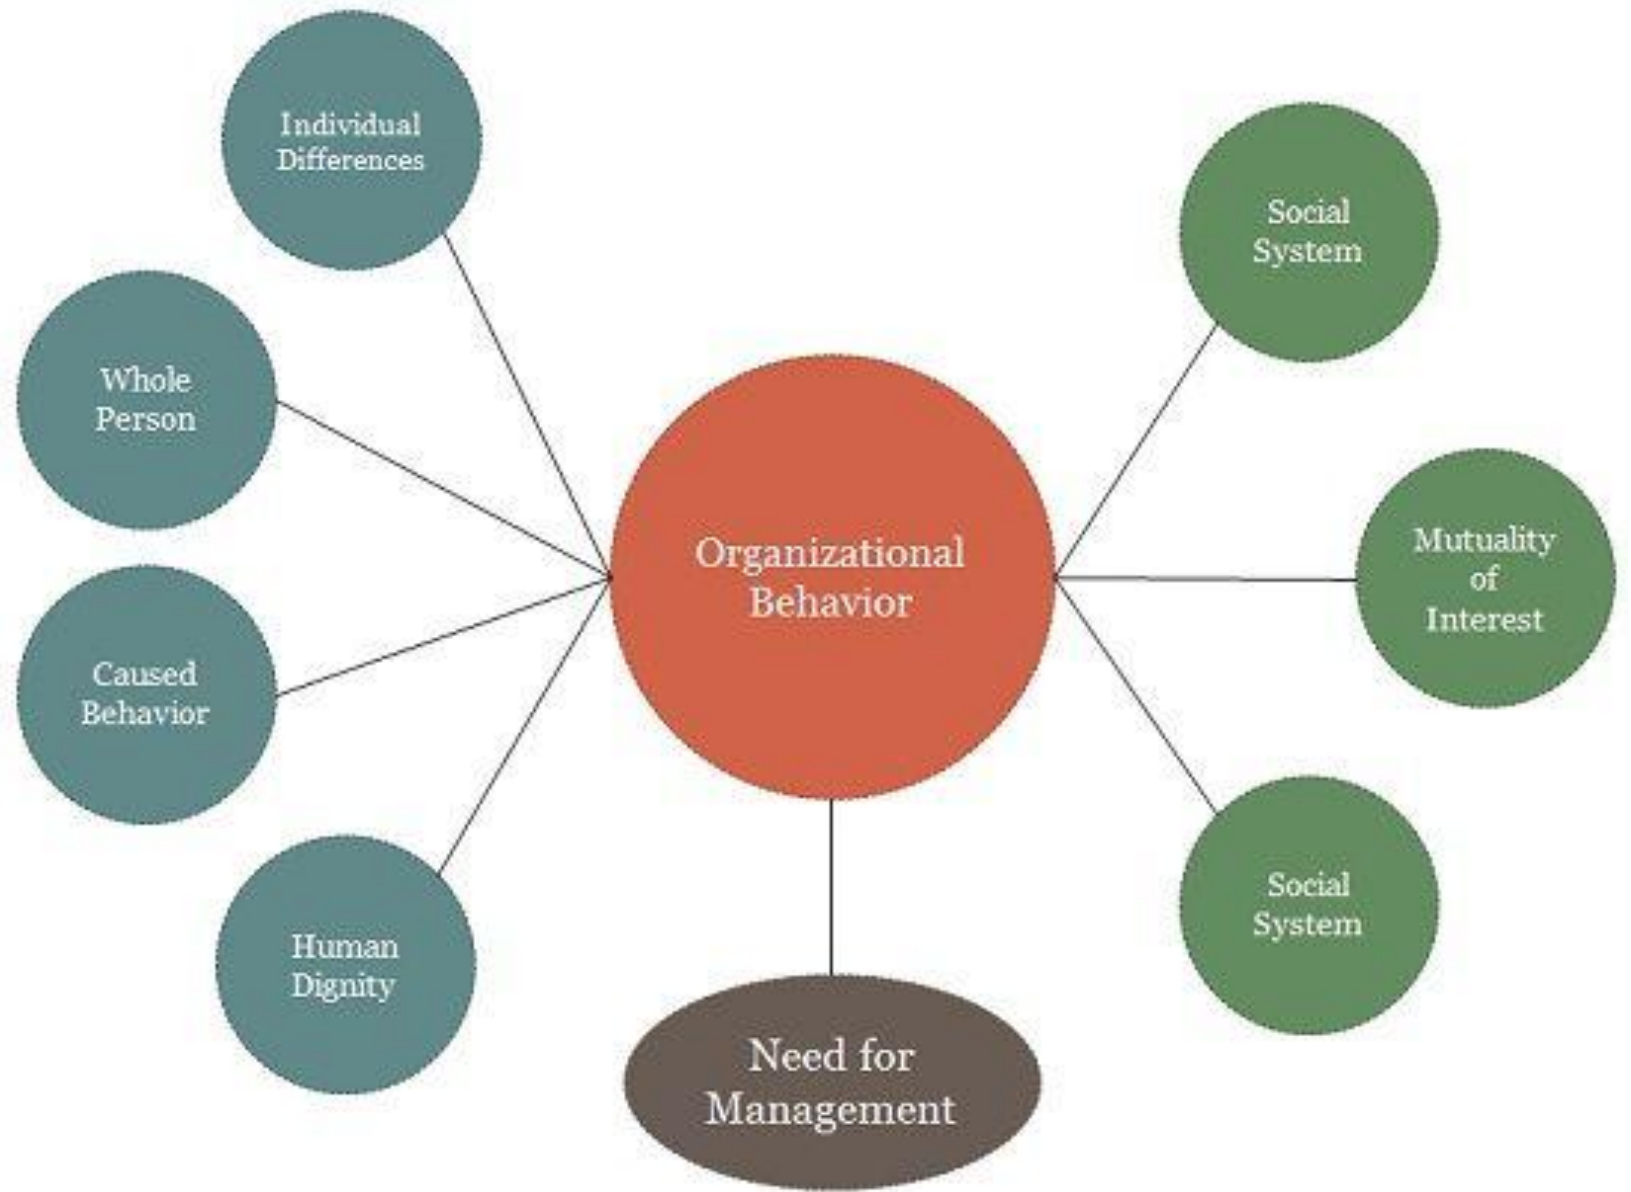 Individual
Differences
Whole
Person
Caused
Behavior
Human
Dignity
Organizational
Behavior
Need for
Management
Social
System
Mutuality
of
Interest
Social
System